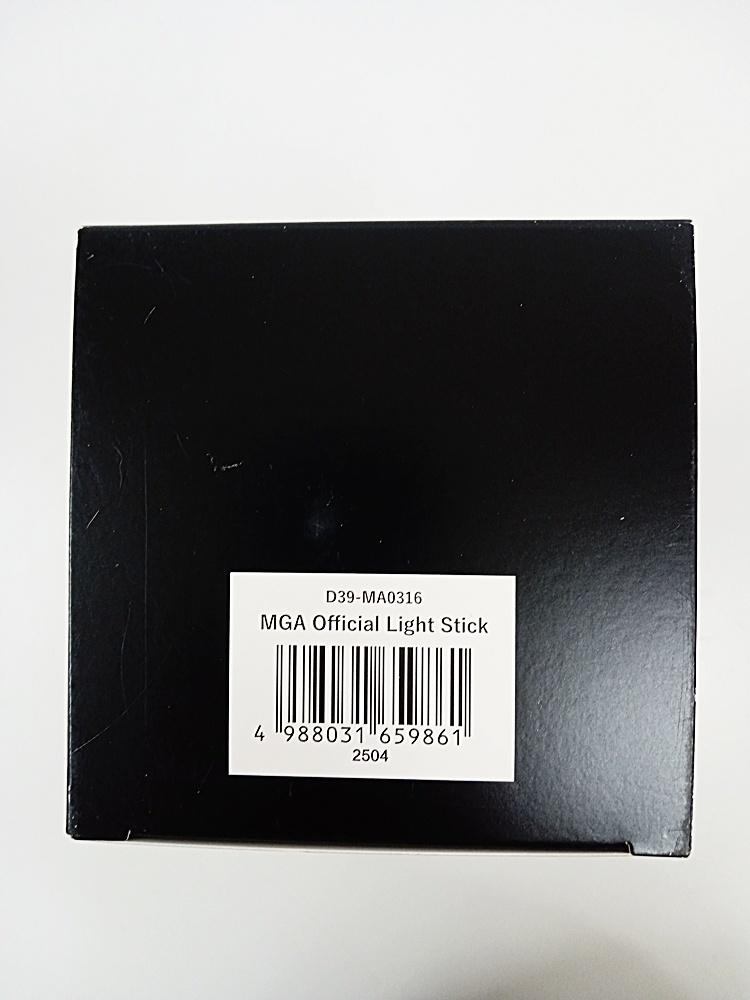 D39-MA0316
MGA Official Light Stick
4 988031 659861
2504